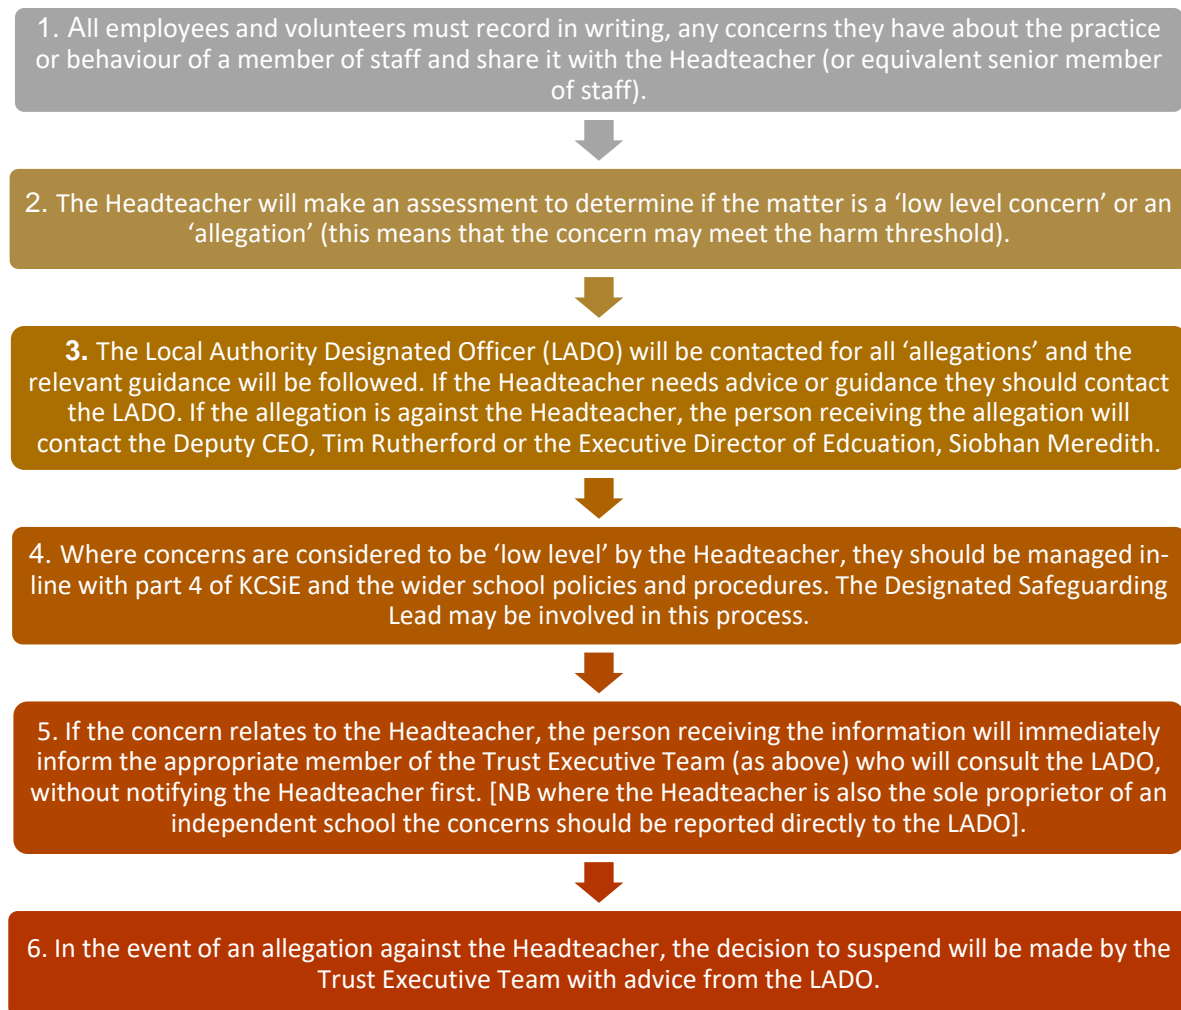 1. All employees and volunteers must record in writing, any concerns they have about the practice
or behaviour of a member of staff and share it with the Headteacher (or equivalent senior member
of staff).
2. The Headteacher will make an assessment to determine if the matter is a ‘low level concern’ or an
‘allegation’ (this means that the concern may meet the harm threshold).
3. The Local Authority Designated Officer (LADO) will be contacted for all ‘allegations’ and the
relevant guidance will be followed. If the Headteacher needs advice or guidance they should contact
the LADO. If the allegation is against the Headteacher, the person receiving the allegation will
contact the Deputy CEO, Tim Rutherford or the Executive Director of Edcuation, Siobhan Meredith.
4. Where concerns are considered to be ‘low level’ by the Headteacher, they should be managed in-
line with part 4 of KCSiE and the wider school policies and procedures. The Designated Safeguarding
Lead may be involved in this process.
5. If the concern relates to the Headteacher, the person receiving the information will immediately
inform the appropriate member of the Trust Executive Team (as above) who will consult the LADO,
without notifying the Headteacher first. [NB where the Headteacher is also the sole proprietor of an
independent school the concerns should be reported directly to the LADO].
6. In the event of an allegation against the Headteacher, the decision to suspend will be made by the
Trust Executive Team with advice from the LADO.